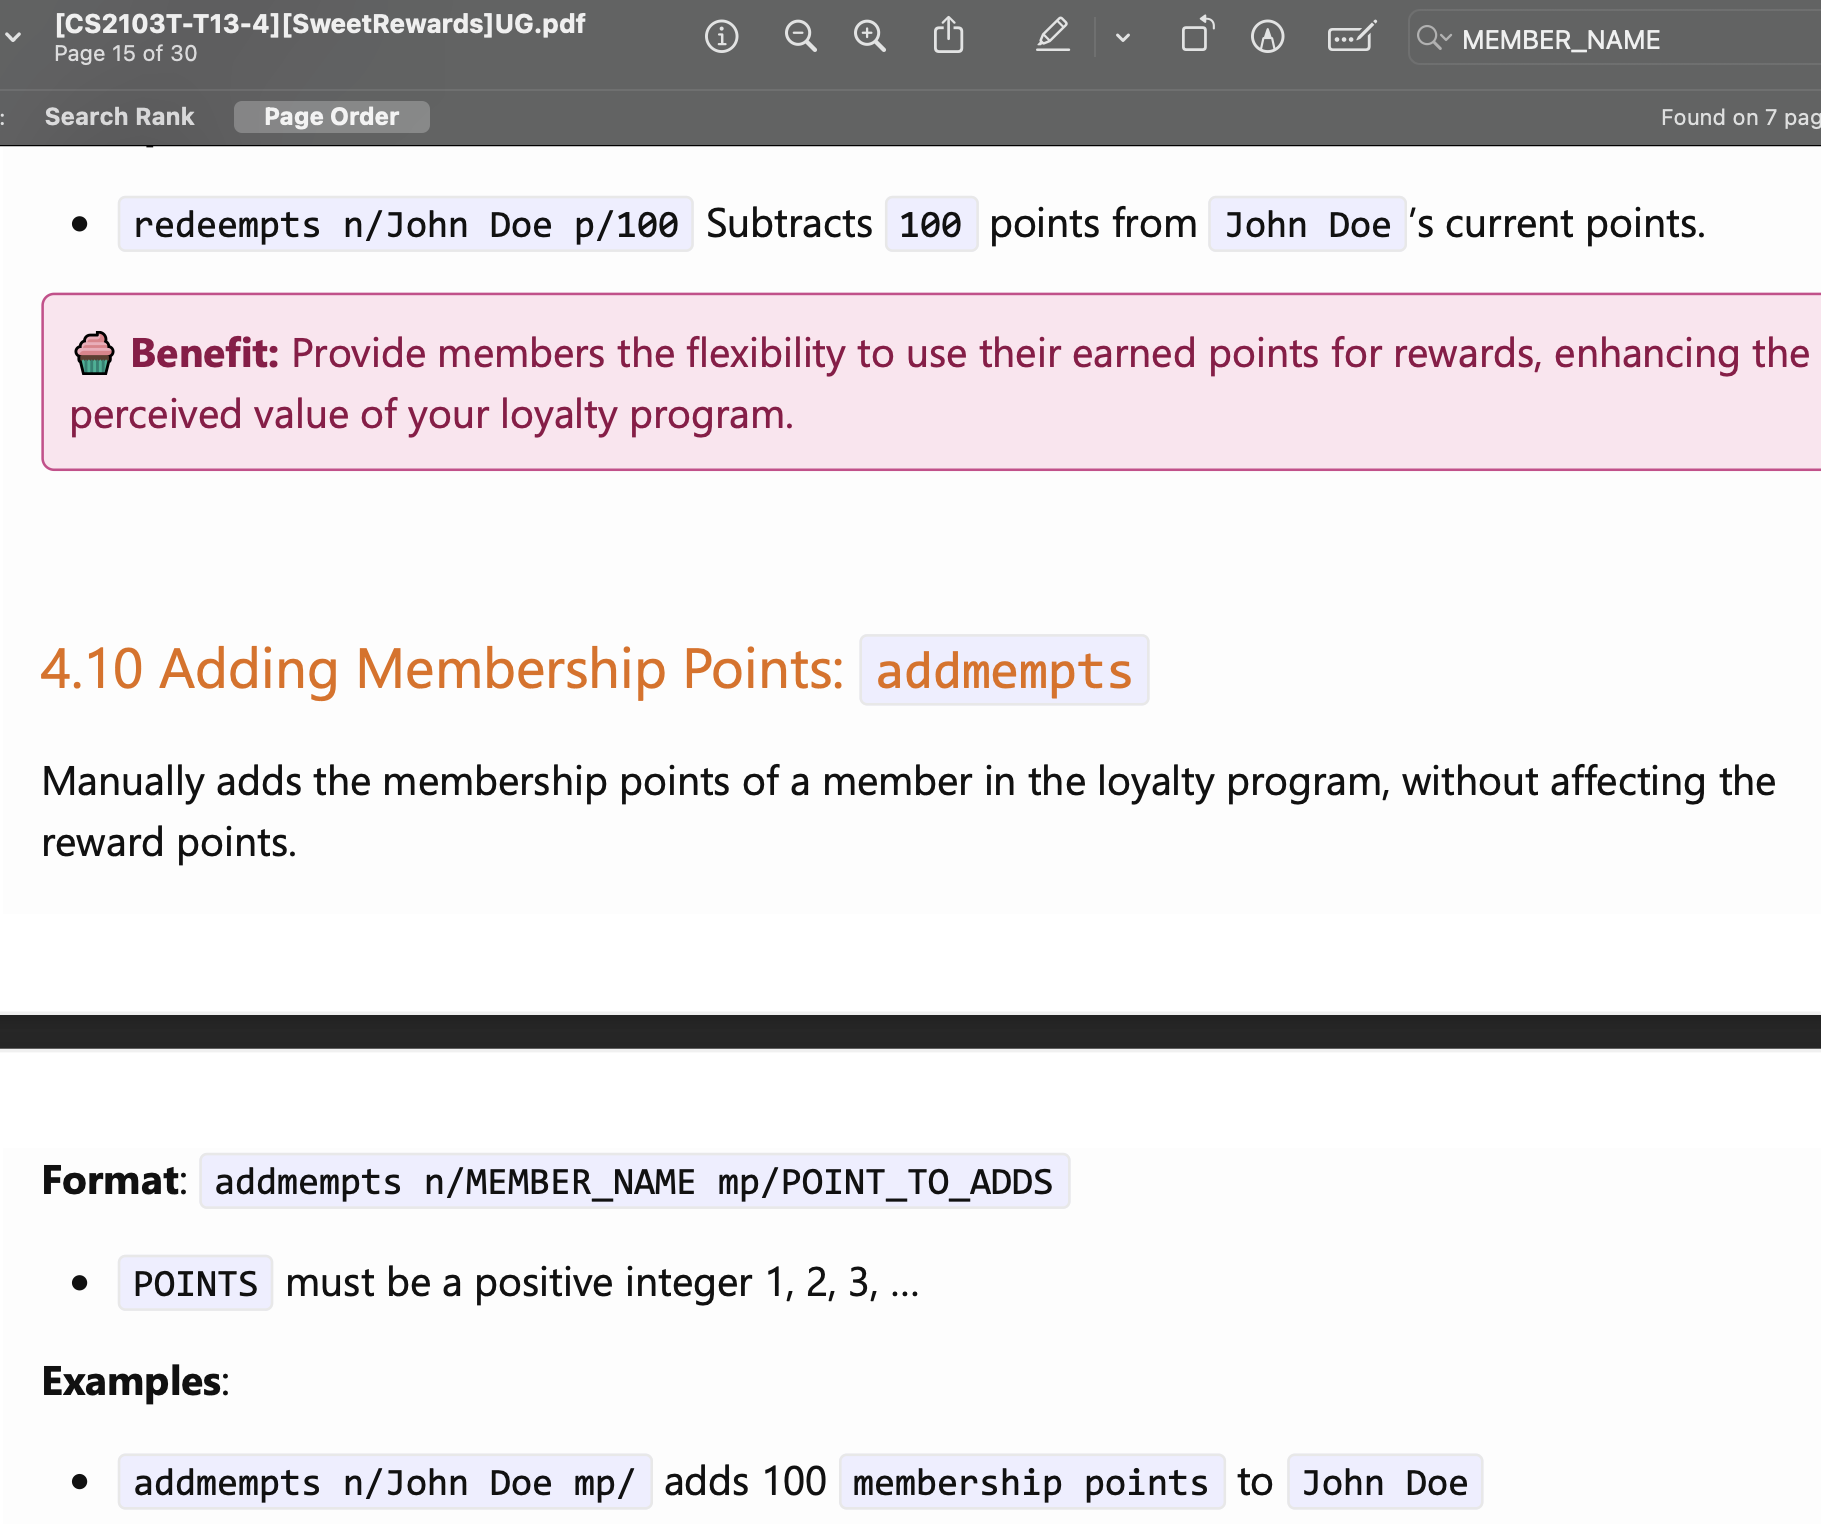 [CS2103T-T13-4][SweetRewards]UG.pdf
Page 15 of 30
MEMBER_NAME
: Search Rank Page Order Found on 7 pag
• redeempts n/John Doe p/100 Subtracts 100 points from John Doe’s current points.
Benefit: Provide members the flexibility to use their earned points for rewards, enhancing the
perceived value of your loyalty program.
4.10 Adding Membership Points: addmempts
Manually adds the membership points of a member in the loyalty program, without affecting the
reward points.
Format: addmempts n/MEMBER_NAME mp/POINT_TO_ADDS
• POINTS must be a positive integer 1, 2, 3, …
Examples:
• addmempts n/John Doe mp/ adds 100 membership points to John Doe